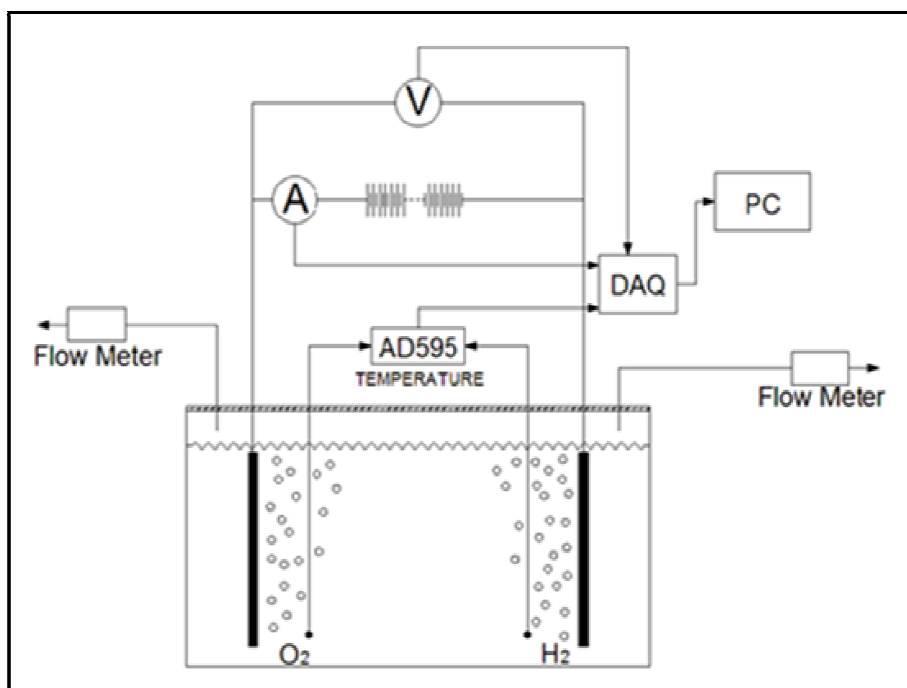 V
A
PC
DAQ
Flow Meter
AD595
TEMPERATURE
Flow Meter
O₂
H₂